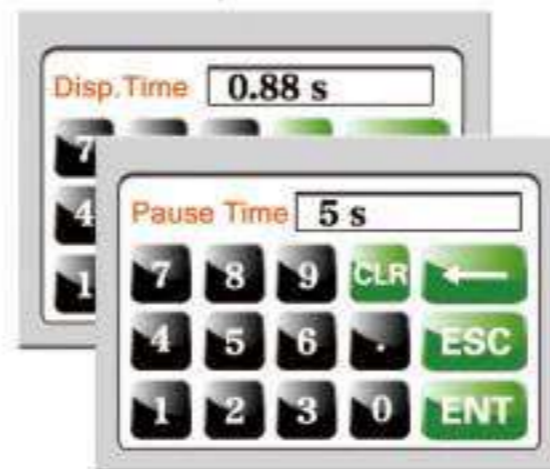 Disp.Time 0.88 s
7
4
1
Pause Time 5 s
7 8 9 CLR
4 5 6 . ESC
1 2 3 0 ENT